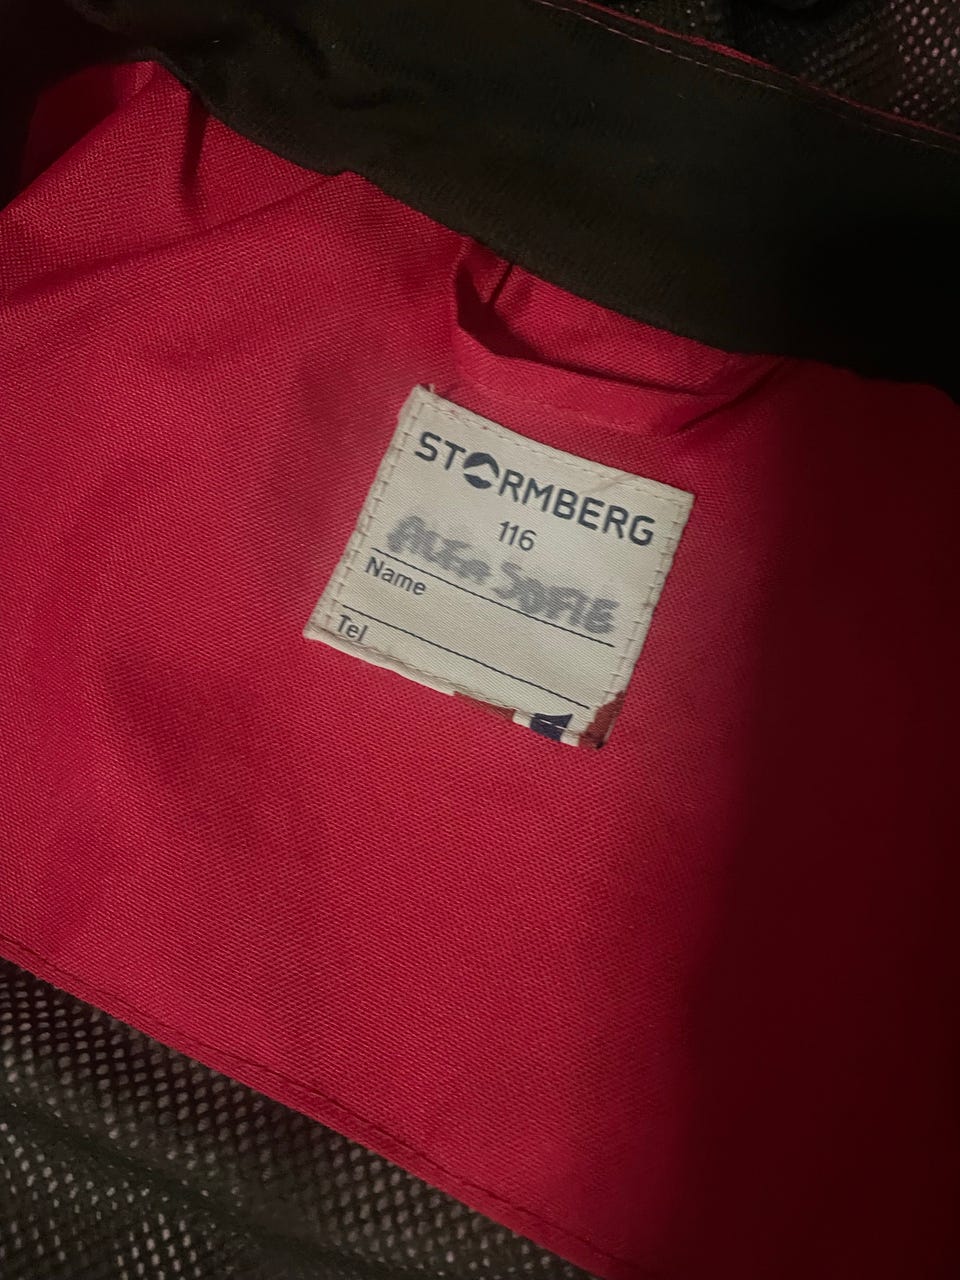 STORMBERG
116
SOFIE
Name
Tel